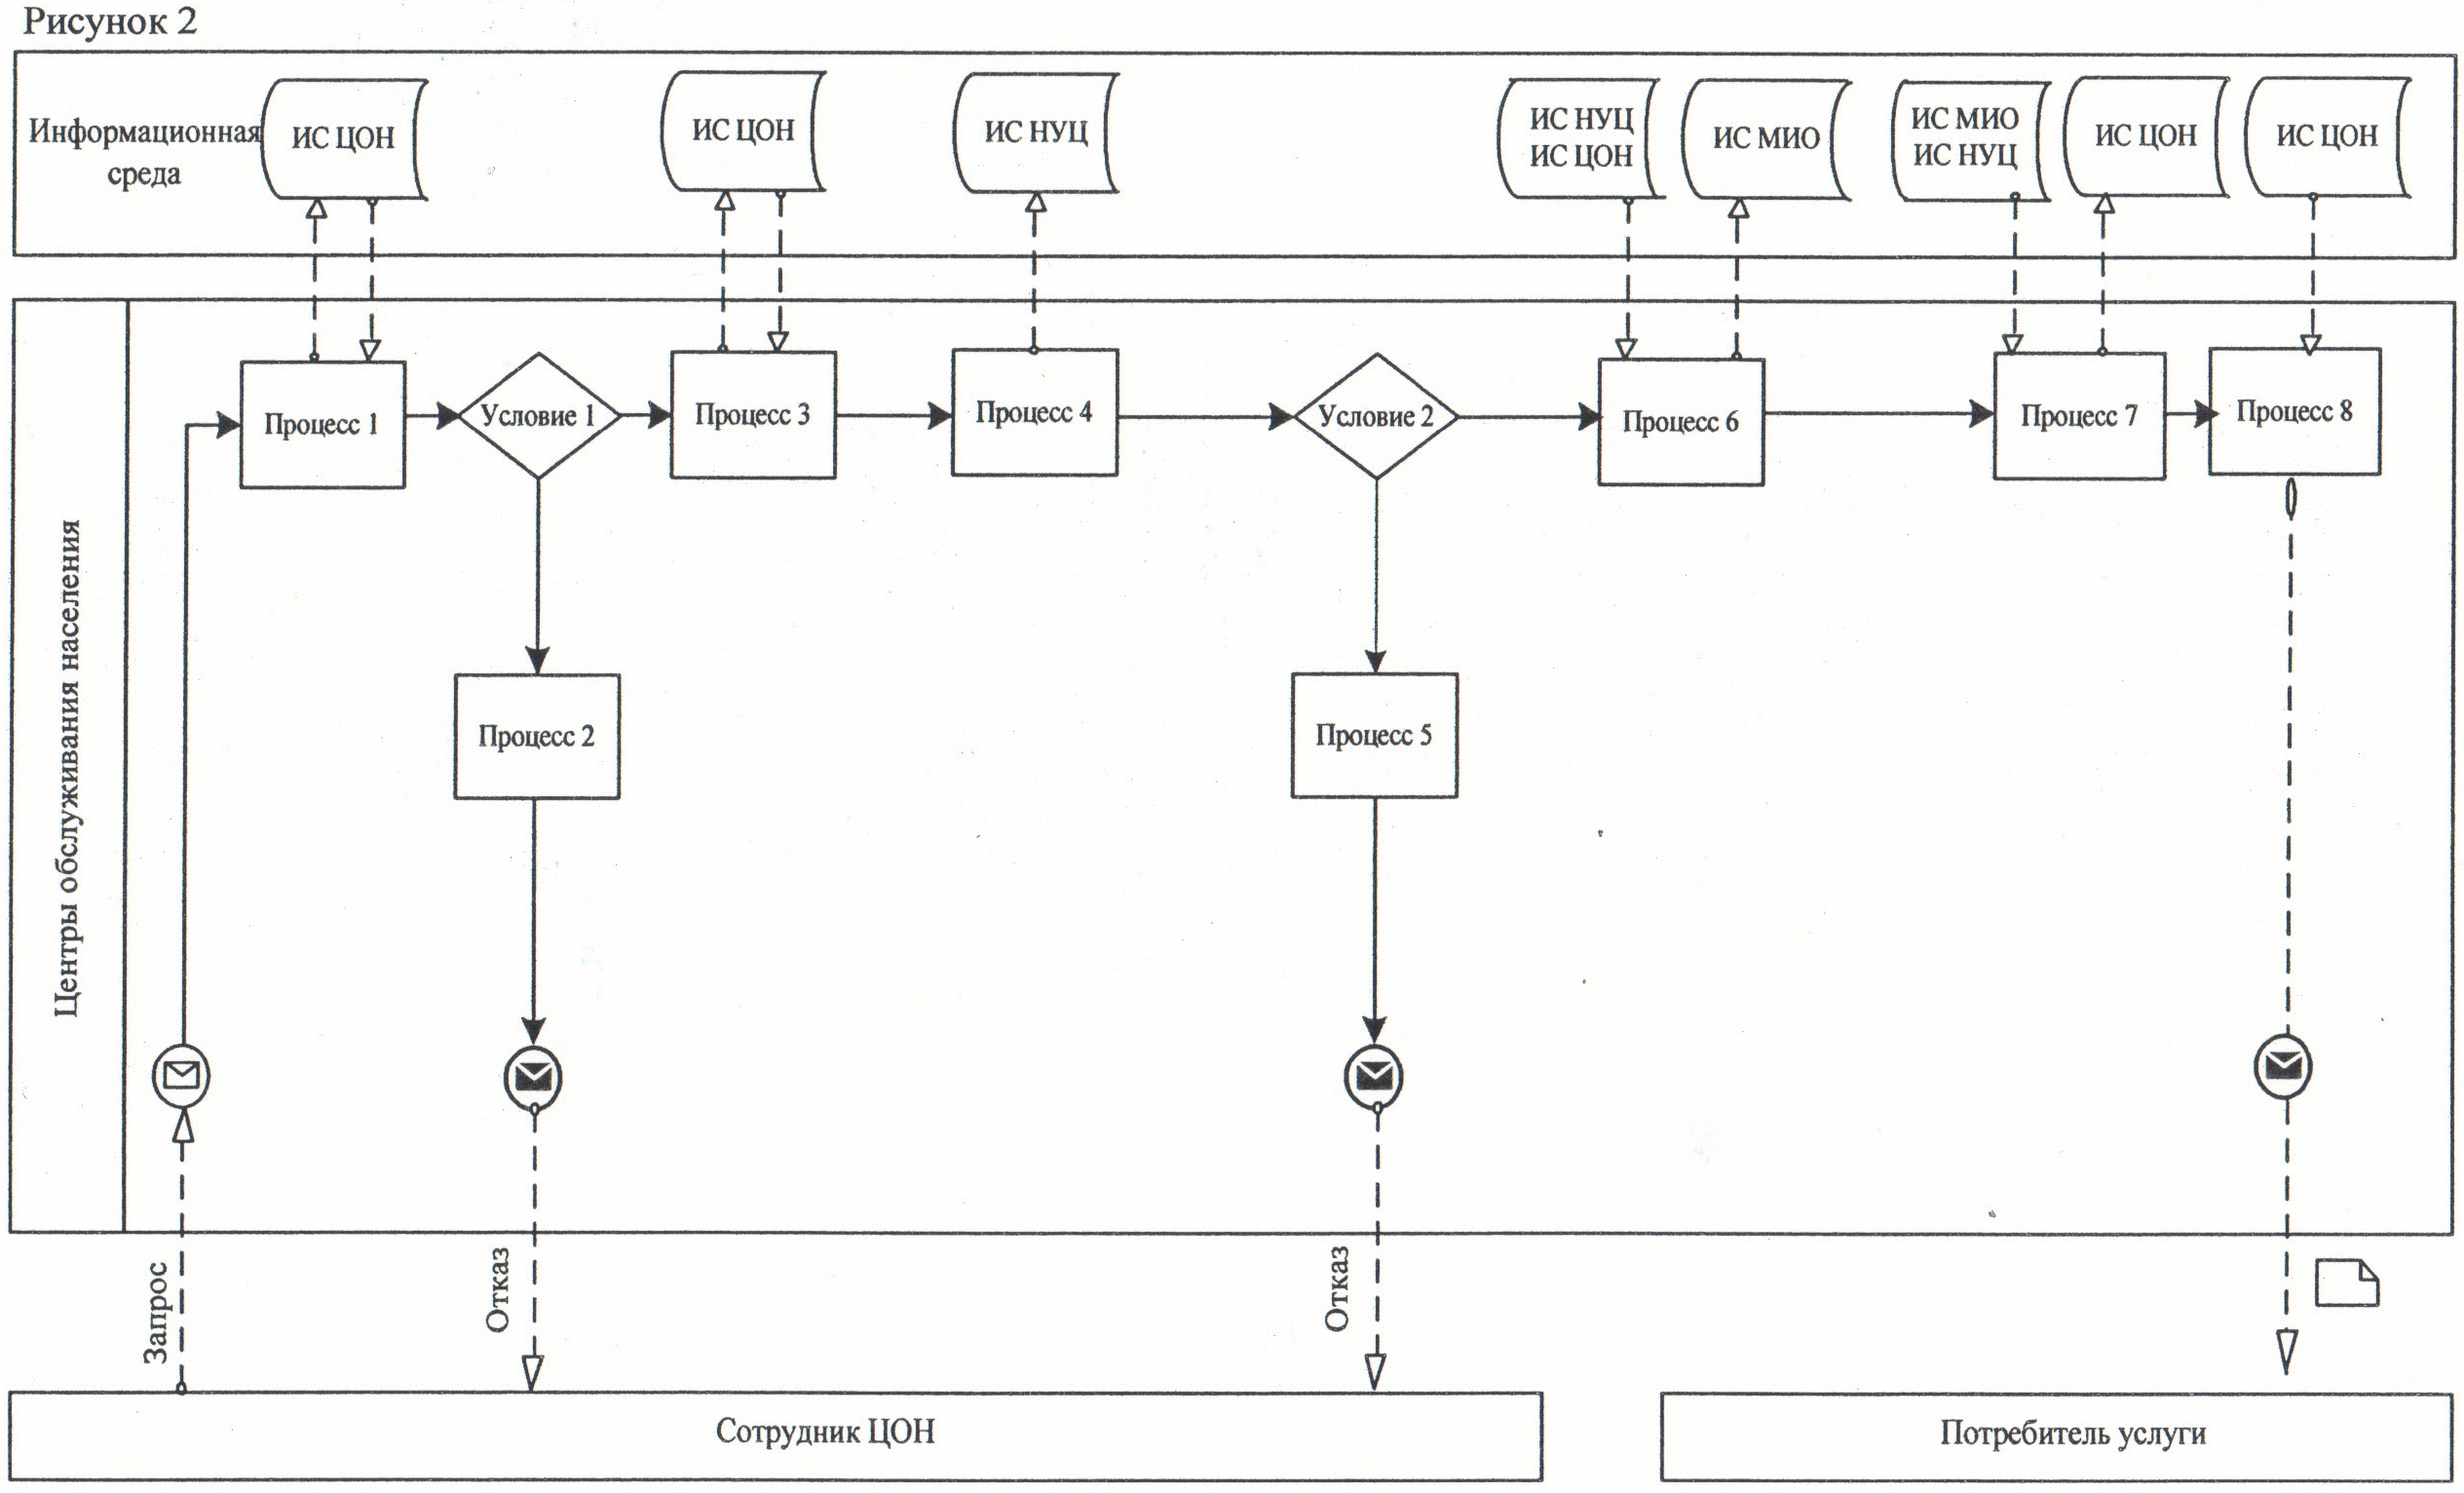 Рисунок 2
Информационная
среда
ИС ЦОН
ИС ЦОН
ИС НУЦ
ИС НУЦ
ИС ЦОН
ИС МИО
ИС МИО
ИС НУЦ
ИС ЦОН
ИС ЦОН
Центры обслуживания населения
Процесс 1
Условие 1
Процесс 3
Процесс 4
Условие 2
Процесс 6
Процесс 7
Процесс 8
Процесс 2
Процесс 5
Запрос
Отказ
Отказ
Сотрудник ЦОН
Потребитель услуги